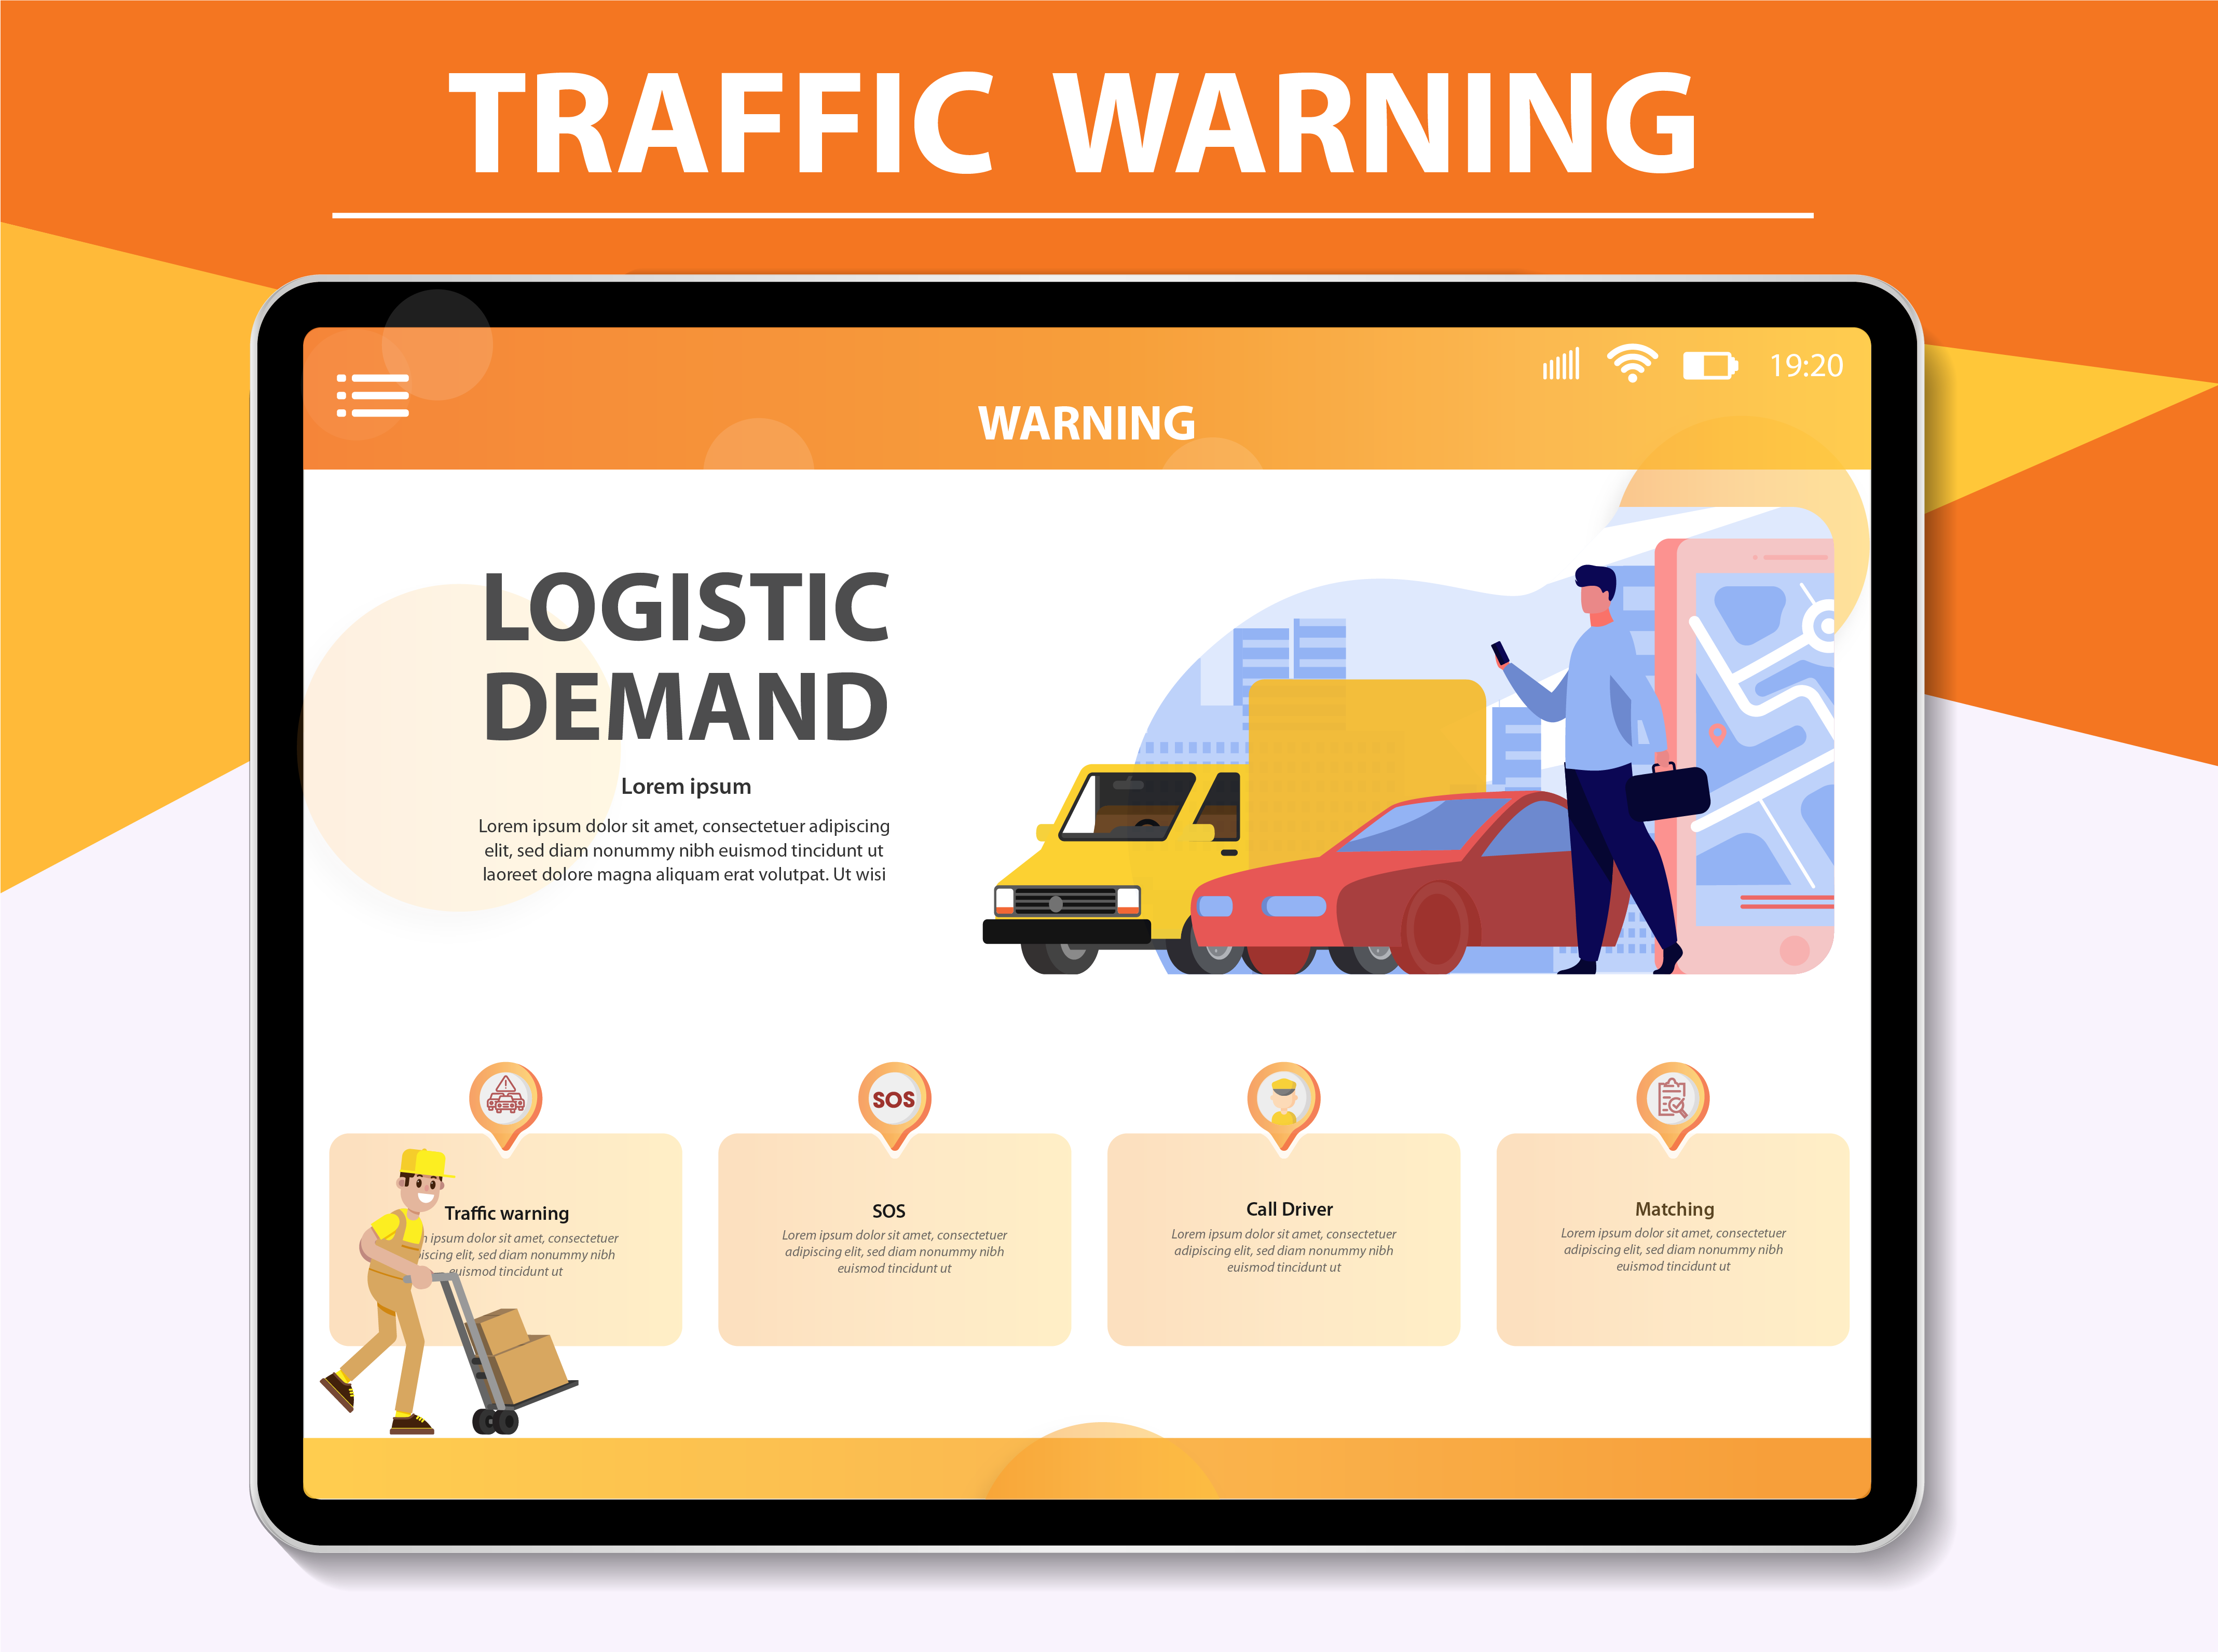 TRAFFIC WARNING
19:20
WARNING
LOGISTIC
DEMAND
Lorem ipsum
Lorem ipsum dolor sit amet, consectetuer adipiscing
elit, sed diam nonummy nibh euismod tincidunt ut
laoreet dolore magna aliquam erat volutpat. Ut wisi
SOS
Traffic warning
ipsum dolor sit amet, consectetuer
elit, sed diam nonummy nibh
euismod tincidunt ut
SOS
Lorem ipsum dolor sit amet, consectetuer
adipiscing elit, sed diam nonummy nibh
euismod tincidunt ut
Call Driver
Lorem ipsum dolor sit amet, consectetuer
adipiscing elit, sed diam nonummy nibh
euismod tincidunt ut
Matching
Lorem ipsum dolor sit amet, consectetuer
adipiscing elit, sed diam nonummy nibh
euismod tincidunt ut